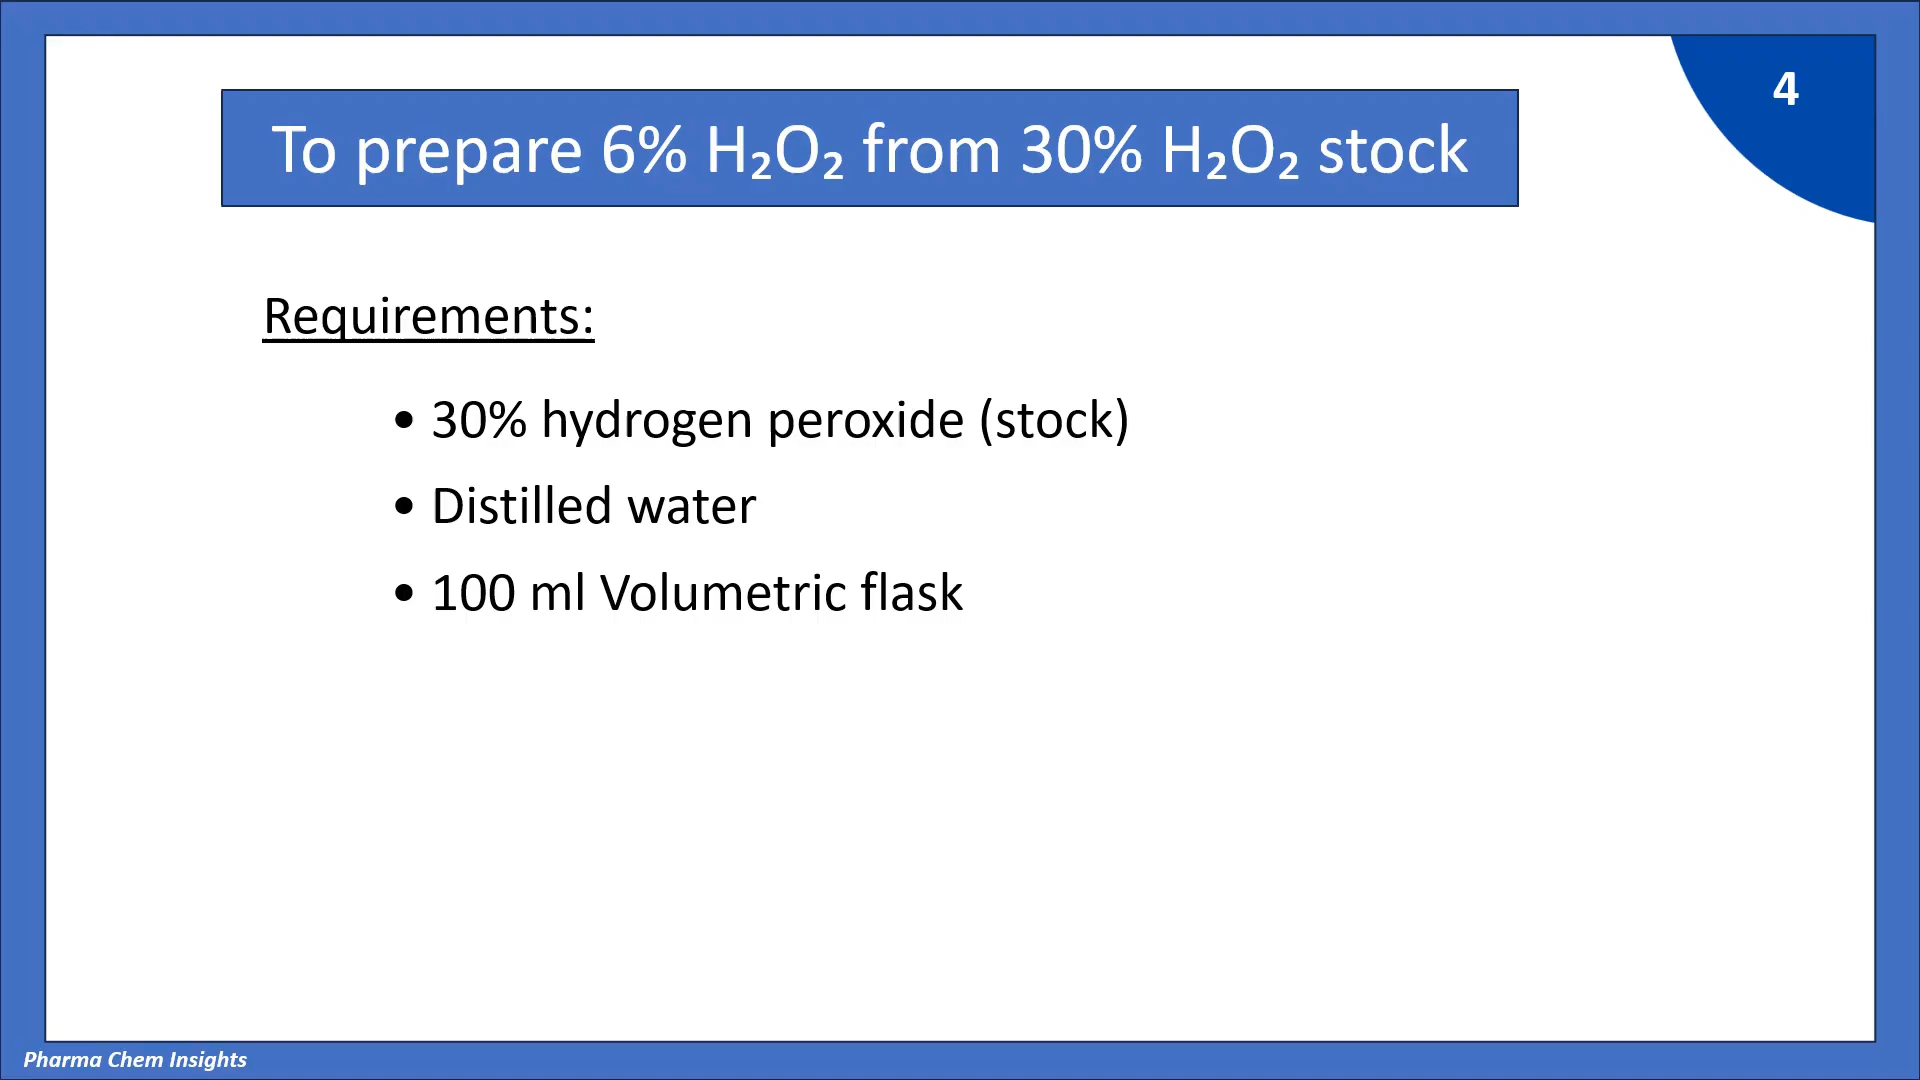 4
To prepare 6% H₂O₂ from 30% H₂O₂ stock
Requirements:
• 30% hydrogen peroxide (stock)
• Distilled water
• 100 ml Volumetric flask
Pharma Chem Insights